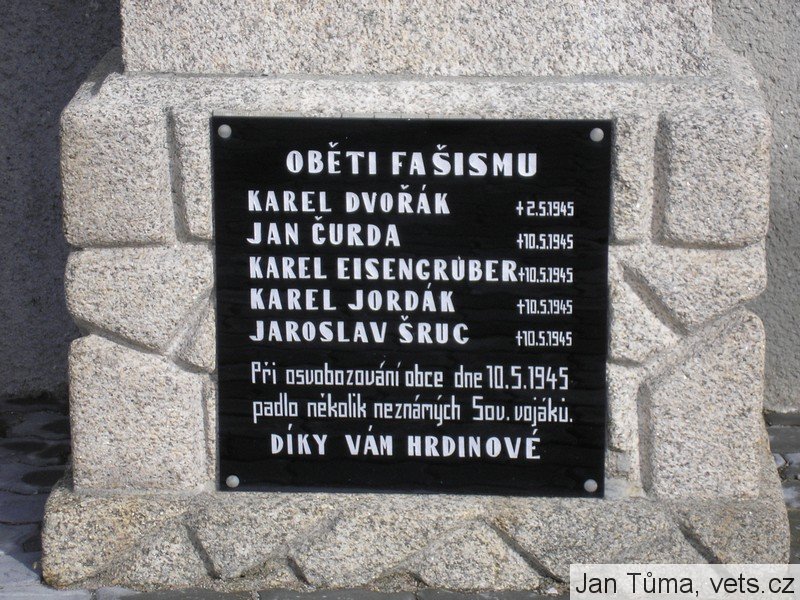 OBĚTI FAŠISMU
KAREL DVOŘÁK +2.5.1945
JAN ČURDA +10.5.1945
KAREL EISENGRÜBER +10.5.1945
KAREL JORDÁK +10.5.1945
JAROSLAV ŠRUC +10.5.1945
Při osvobozování obce dne 10.5.1945
padlo několik neznámých Sov. vojáků.
DÍKY VÁM HRDINOVÉ
Jan Tůma, vets.cz